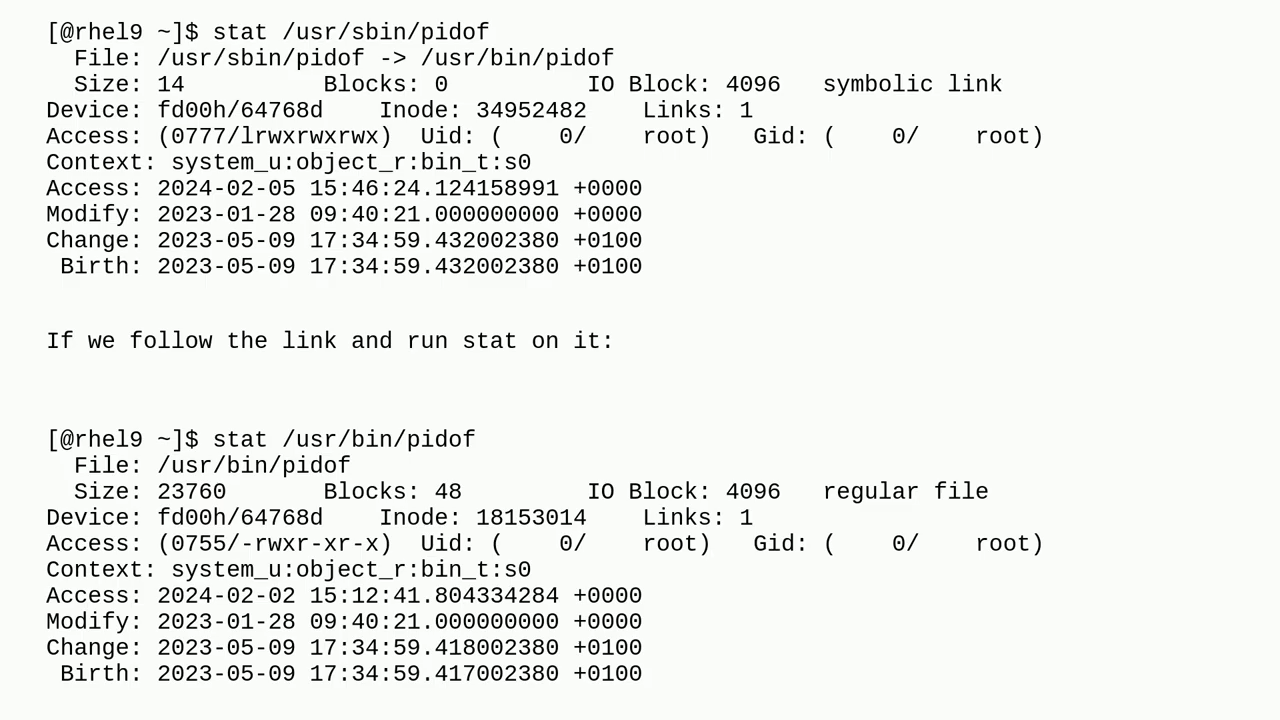 [@rhel9 ~]$ stat /usr/sbin/pidof
  File: /usr/sbin/pidof -> /usr/bin/pidof
  Size: 14          Blocks: 0          IO Block: 4096   symbolic link
Device: fd00h/64768d    Inode: 34952482    Links: 1
Access: (0777/lrwxrwxrwx)  Uid: (    0/    root)   Gid: (    0/    root)
Context: system_u:object_r:bin_t:s0
Access: 2024-02-05 15:46:24.124158991 +0000
Modify: 2023-01-28 09:40:21.000000000 +0000
Change: 2023-05-09 17:34:59.432002380 +0100
 Birth: 2023-05-09 17:34:59.432002380 +0100
If we follow the link and run stat on it:
[@rhel9 ~]$ stat /usr/bin/pidof
  File: /usr/bin/pidof
  Size: 23760       Blocks: 48         IO Block: 4096   regular file
Device: fd00h/64768d    Inode: 18153014    Links: 1
Access: (0755/-rwxr-xr-x)  Uid: (    0/    root)   Gid: (    0/    root)
Context: system_u:object_r:bin_t:s0
Access: 2024-02-02 15:12:41.804334284 +0000
Modify: 2023-01-28 09:40:21.000000000 +0000
Change: 2023-05-09 17:34:59.418002380 +0100
 Birth: 2023-05-09 17:34:59.417002380 +0100